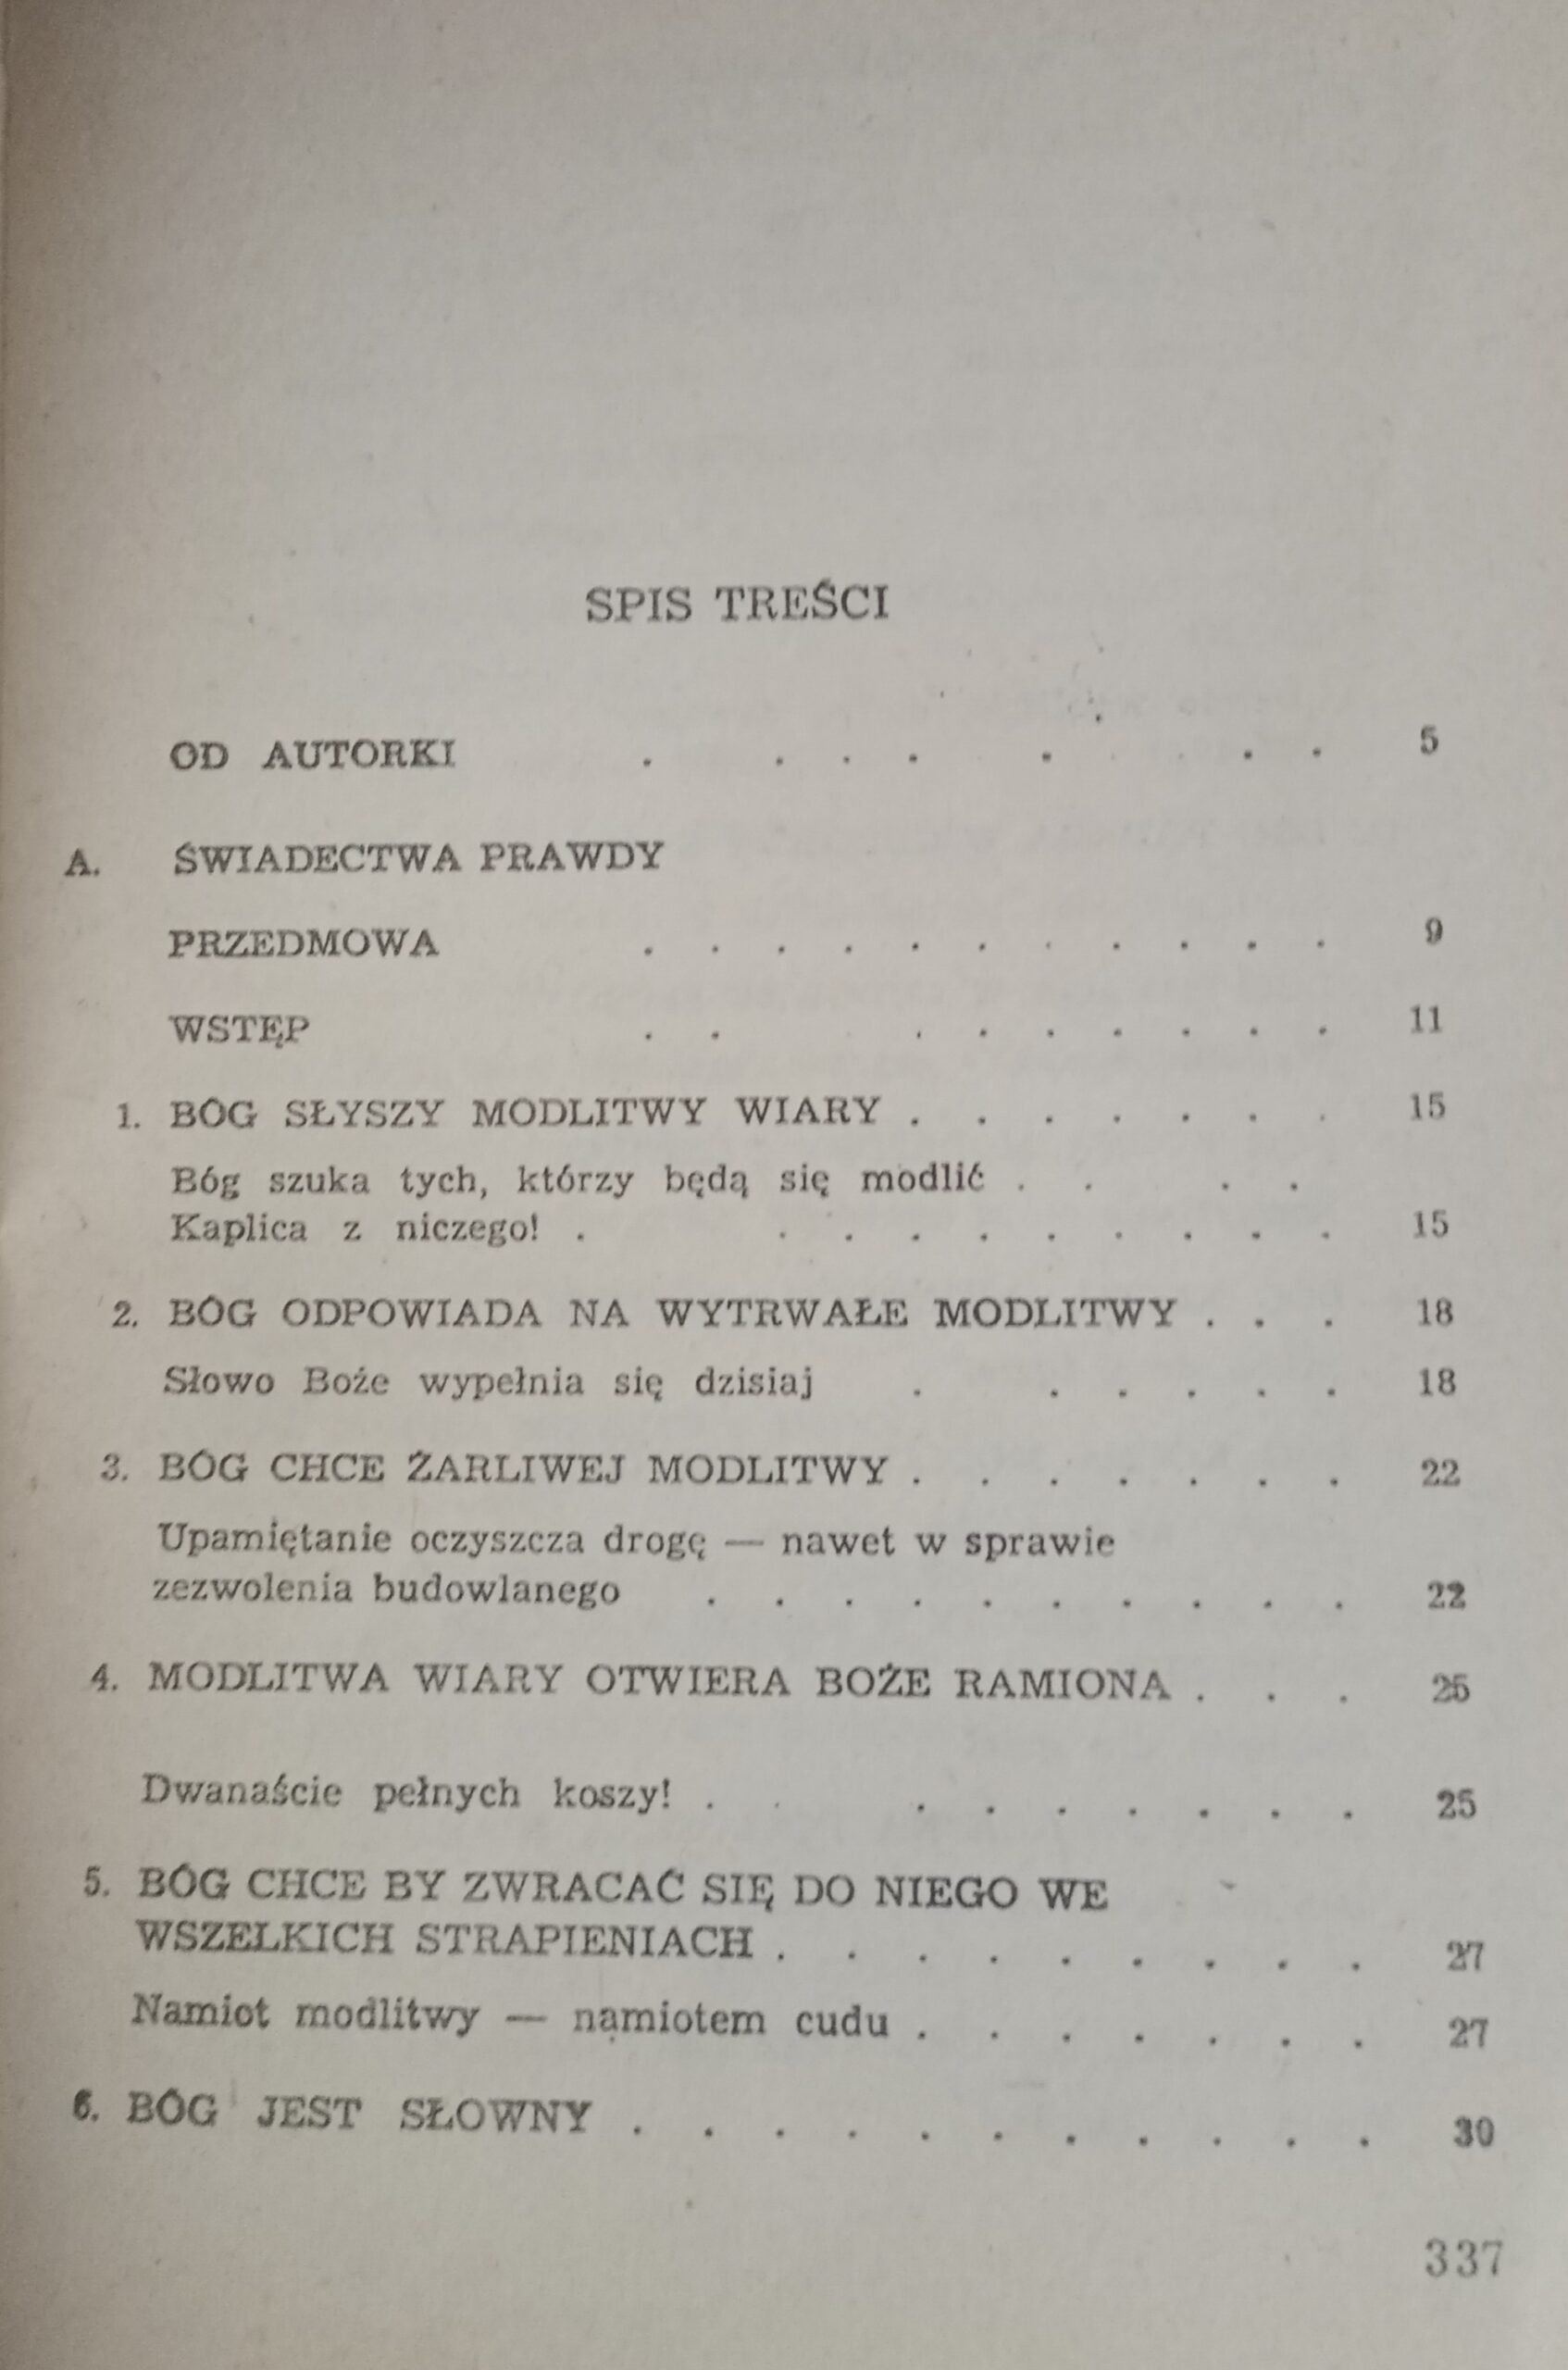 SPIS TREŚCI
OD AUTORKI . . . . . . . 5
A. ŚWIADECTWA PRAWDY
PRZEDMOWA . . . . . . . . . . . 9
WSTĘP . . . . . . . . . 11
1. BÓG SŁYSZY MODLITWY WIARY . . . . . . . 15
Bóg szuka tych, którzy będą się modlić . . . .
Kaplica z niczego! . . . . . . . . . . 15
2. BÓG ODPOWIADA NA WYTRWAŁE MODLITWY . . . 18
Słowo Boże wypełnia się dzisiaj . . . . . . 18
3. BÓG CHCE ŻARLIWEJ MODLITWY . . . . . . . 22
Upamiętanie oczyszcza drogę — nawet w sprawie
zezwolenia budowlanego . . . . . . . . . . 22
4. MODLITWA WIARY OTWIERA BOŻE RAMIONA . . . 25
Dwanaście pełnych koszy! . . . . . . . . . 25
5. BÓG CHCE BY ZWRACAĆ SIĘ DO NIEGO WE
WSZELKICH STRAPIENIACH . . . . . . . . . 27
Namiot modlitwy — namiotem cudu . . . . . . . 27
6. BÓG JEST SŁOWNY . . . . . . . . . . . 30
337